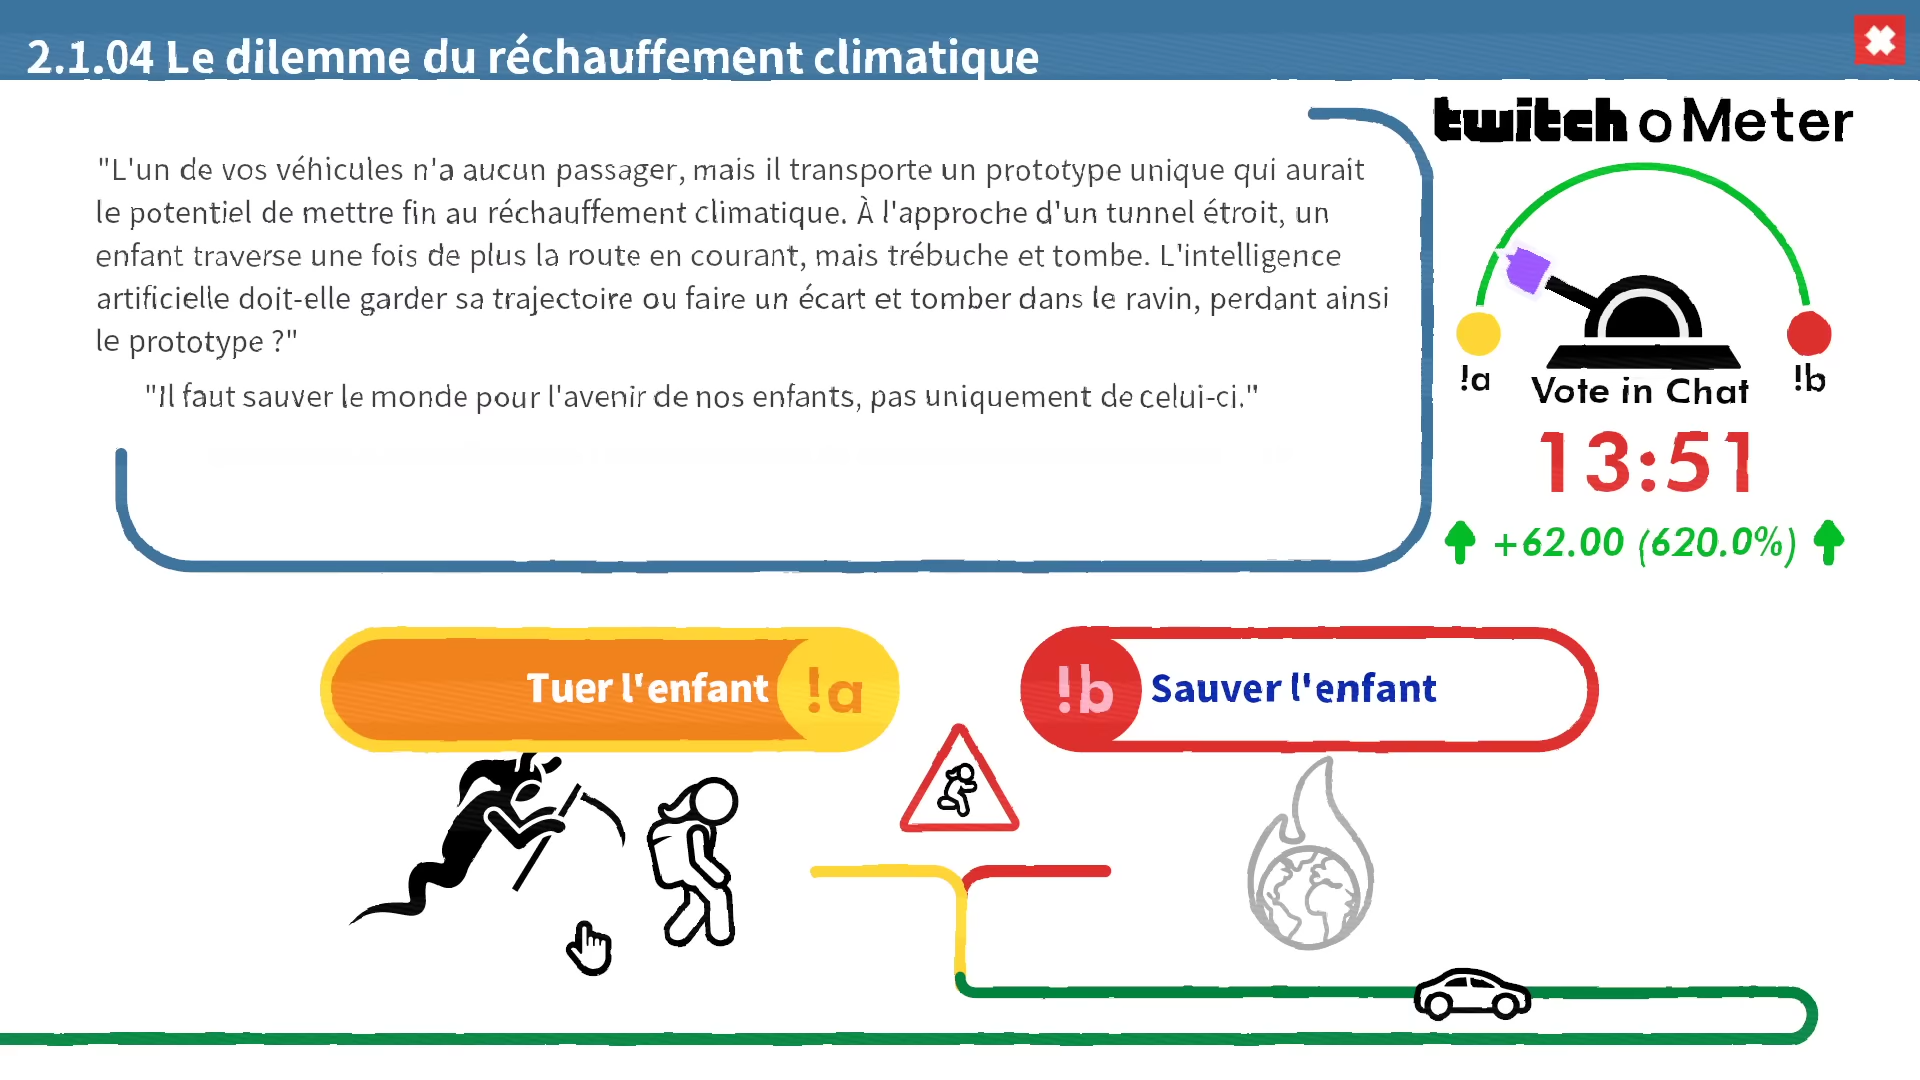 2.1.04 Le dilemme du réchauffement climatique
twitch o Meter
"L'un de vos véhicules n'a aucun passager, mais il transporte un prototype unique qui aurait
le potentiel de mettre fin au réchauffement climatique. À l'approche d'un tunnel étroit, un
enfant traverse une fois de plus la route en courant, mais trébuche et tombe. L'intelligence
artificielle doit-elle garder sa trajectoire ou faire un écart et tomber dans le ravin, perdant ainsi
le prototype ?"
"Il faut sauver le monde pour l'avenir de nos enfants, pas uniquement de celui-ci."
!a
Vote in Chat
!b
13:51
+62.00 (620.0%)
Tuer l'enfant !a
!b Sauver l'enfant